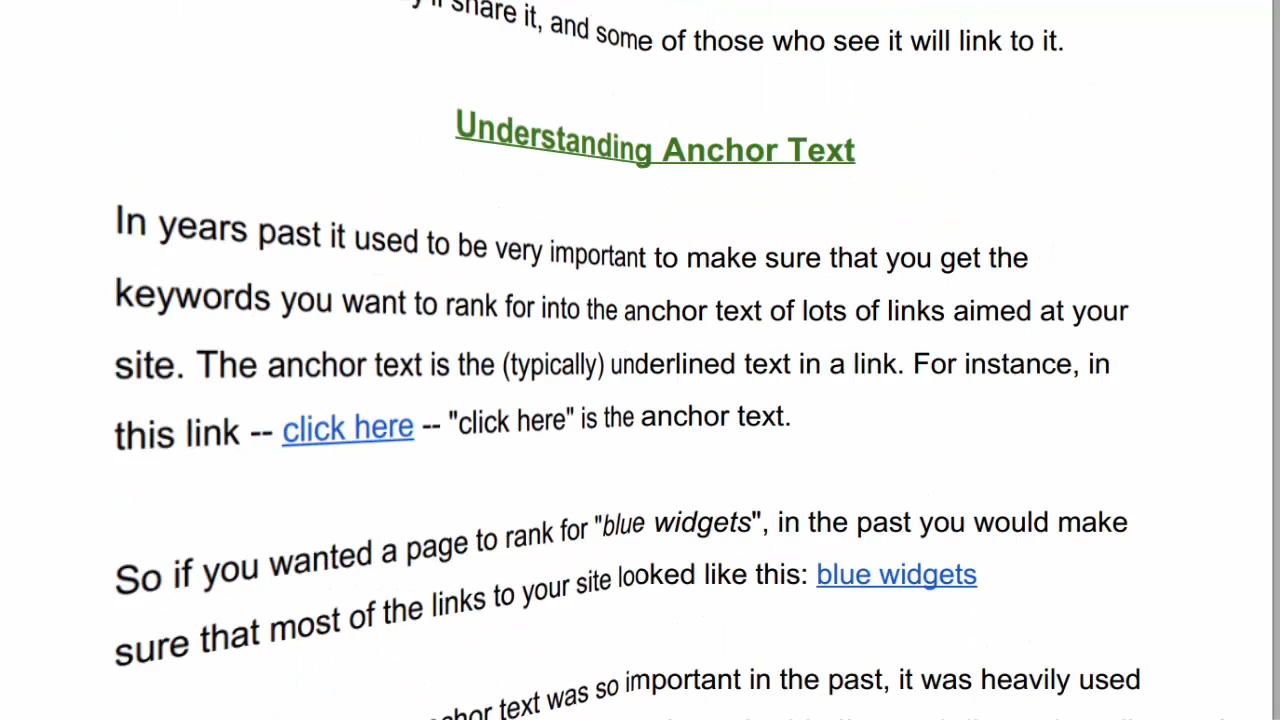 share it, and some of those who see it will link to it.
Understanding Anchor Text
In years past it used to be very important to make sure that you get the
keywords you want to rank for into the anchor text of lots of links aimed at your
site. The anchor text is the (typically) underlined text in a link. For instance, in
this link -- click here -- "click here" is the anchor text.
So if you wanted a page to rank for "blue widgets", in the past you would make
sure that most of the links to your site looked like this: blue widgets
text was so important in the past, it was heavily used